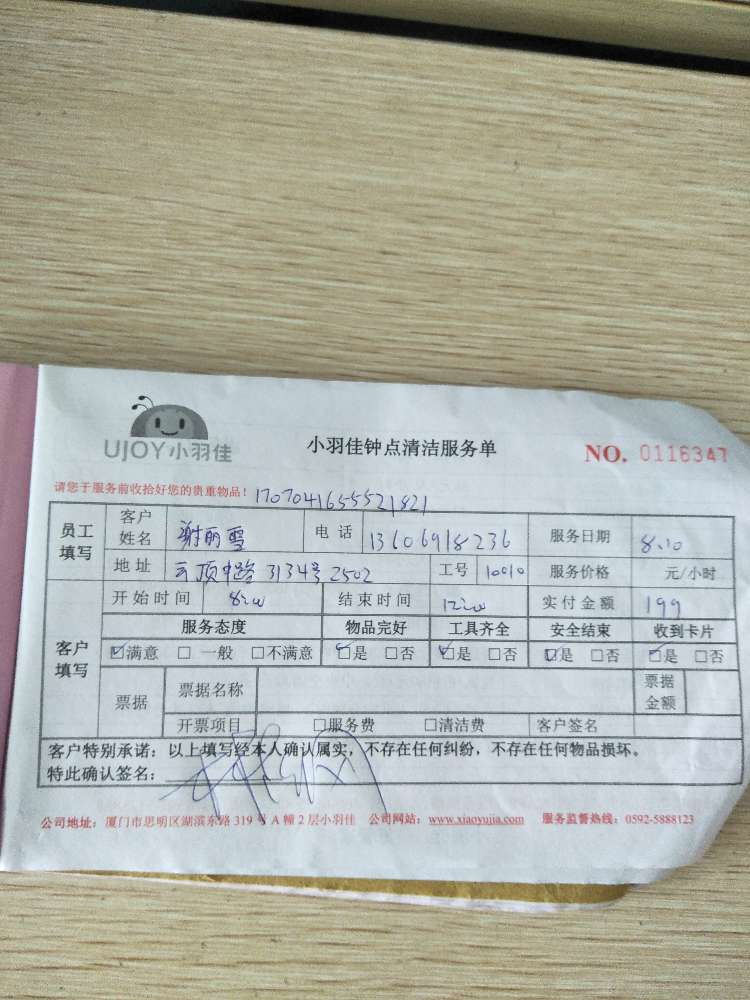 UJOY小羽佳
小羽佳钟点清洁服务单
NO. 0116347
请您于服务前收拾好您的贵重物品！ 1707041655521821
员工填写 客户姓名 谢丽雪 电话 13606918236 服务日期 8.10
地址 云顶中路 3134号 2502 工号 10010 服务价格 元/小时
客户填写 开始时间 8:00 结束时间 12:00 实付金额 199
服务态度 物品完好 工具齐全 安全结束 收到卡片
☑满意 □一般 □不满意 ☑是 □否 ☑是 □否 ☑是 □否 ☑是 □否
票据 票据名称 票据金额
开票项目 □服务费 □清洁费 客户签名
客户特别承诺：以上填写经本人确认属实，不存在任何纠纷，不存在任何物品损坏。
特此确认签名：
公司地址：厦门市思明区湖滨东路 319 号 A 幢 2 层小羽佳 公司网站：www.xiaoyujia.com 服务监督热线：0592-5888123